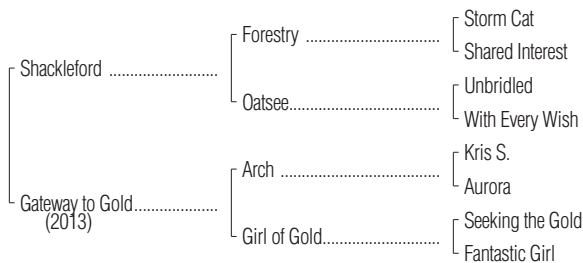 Storm Cat
Forestry ....................................
Shared Interest
Shackleford .............................
Unbridled
Oatsee........................................
With Every Wish
Kris S.
Arch ...........................................
Aurora
Gateway to Gold......................
(2013)
Seeking the Gold
Girl of Gold...............................
Fantastic Girl